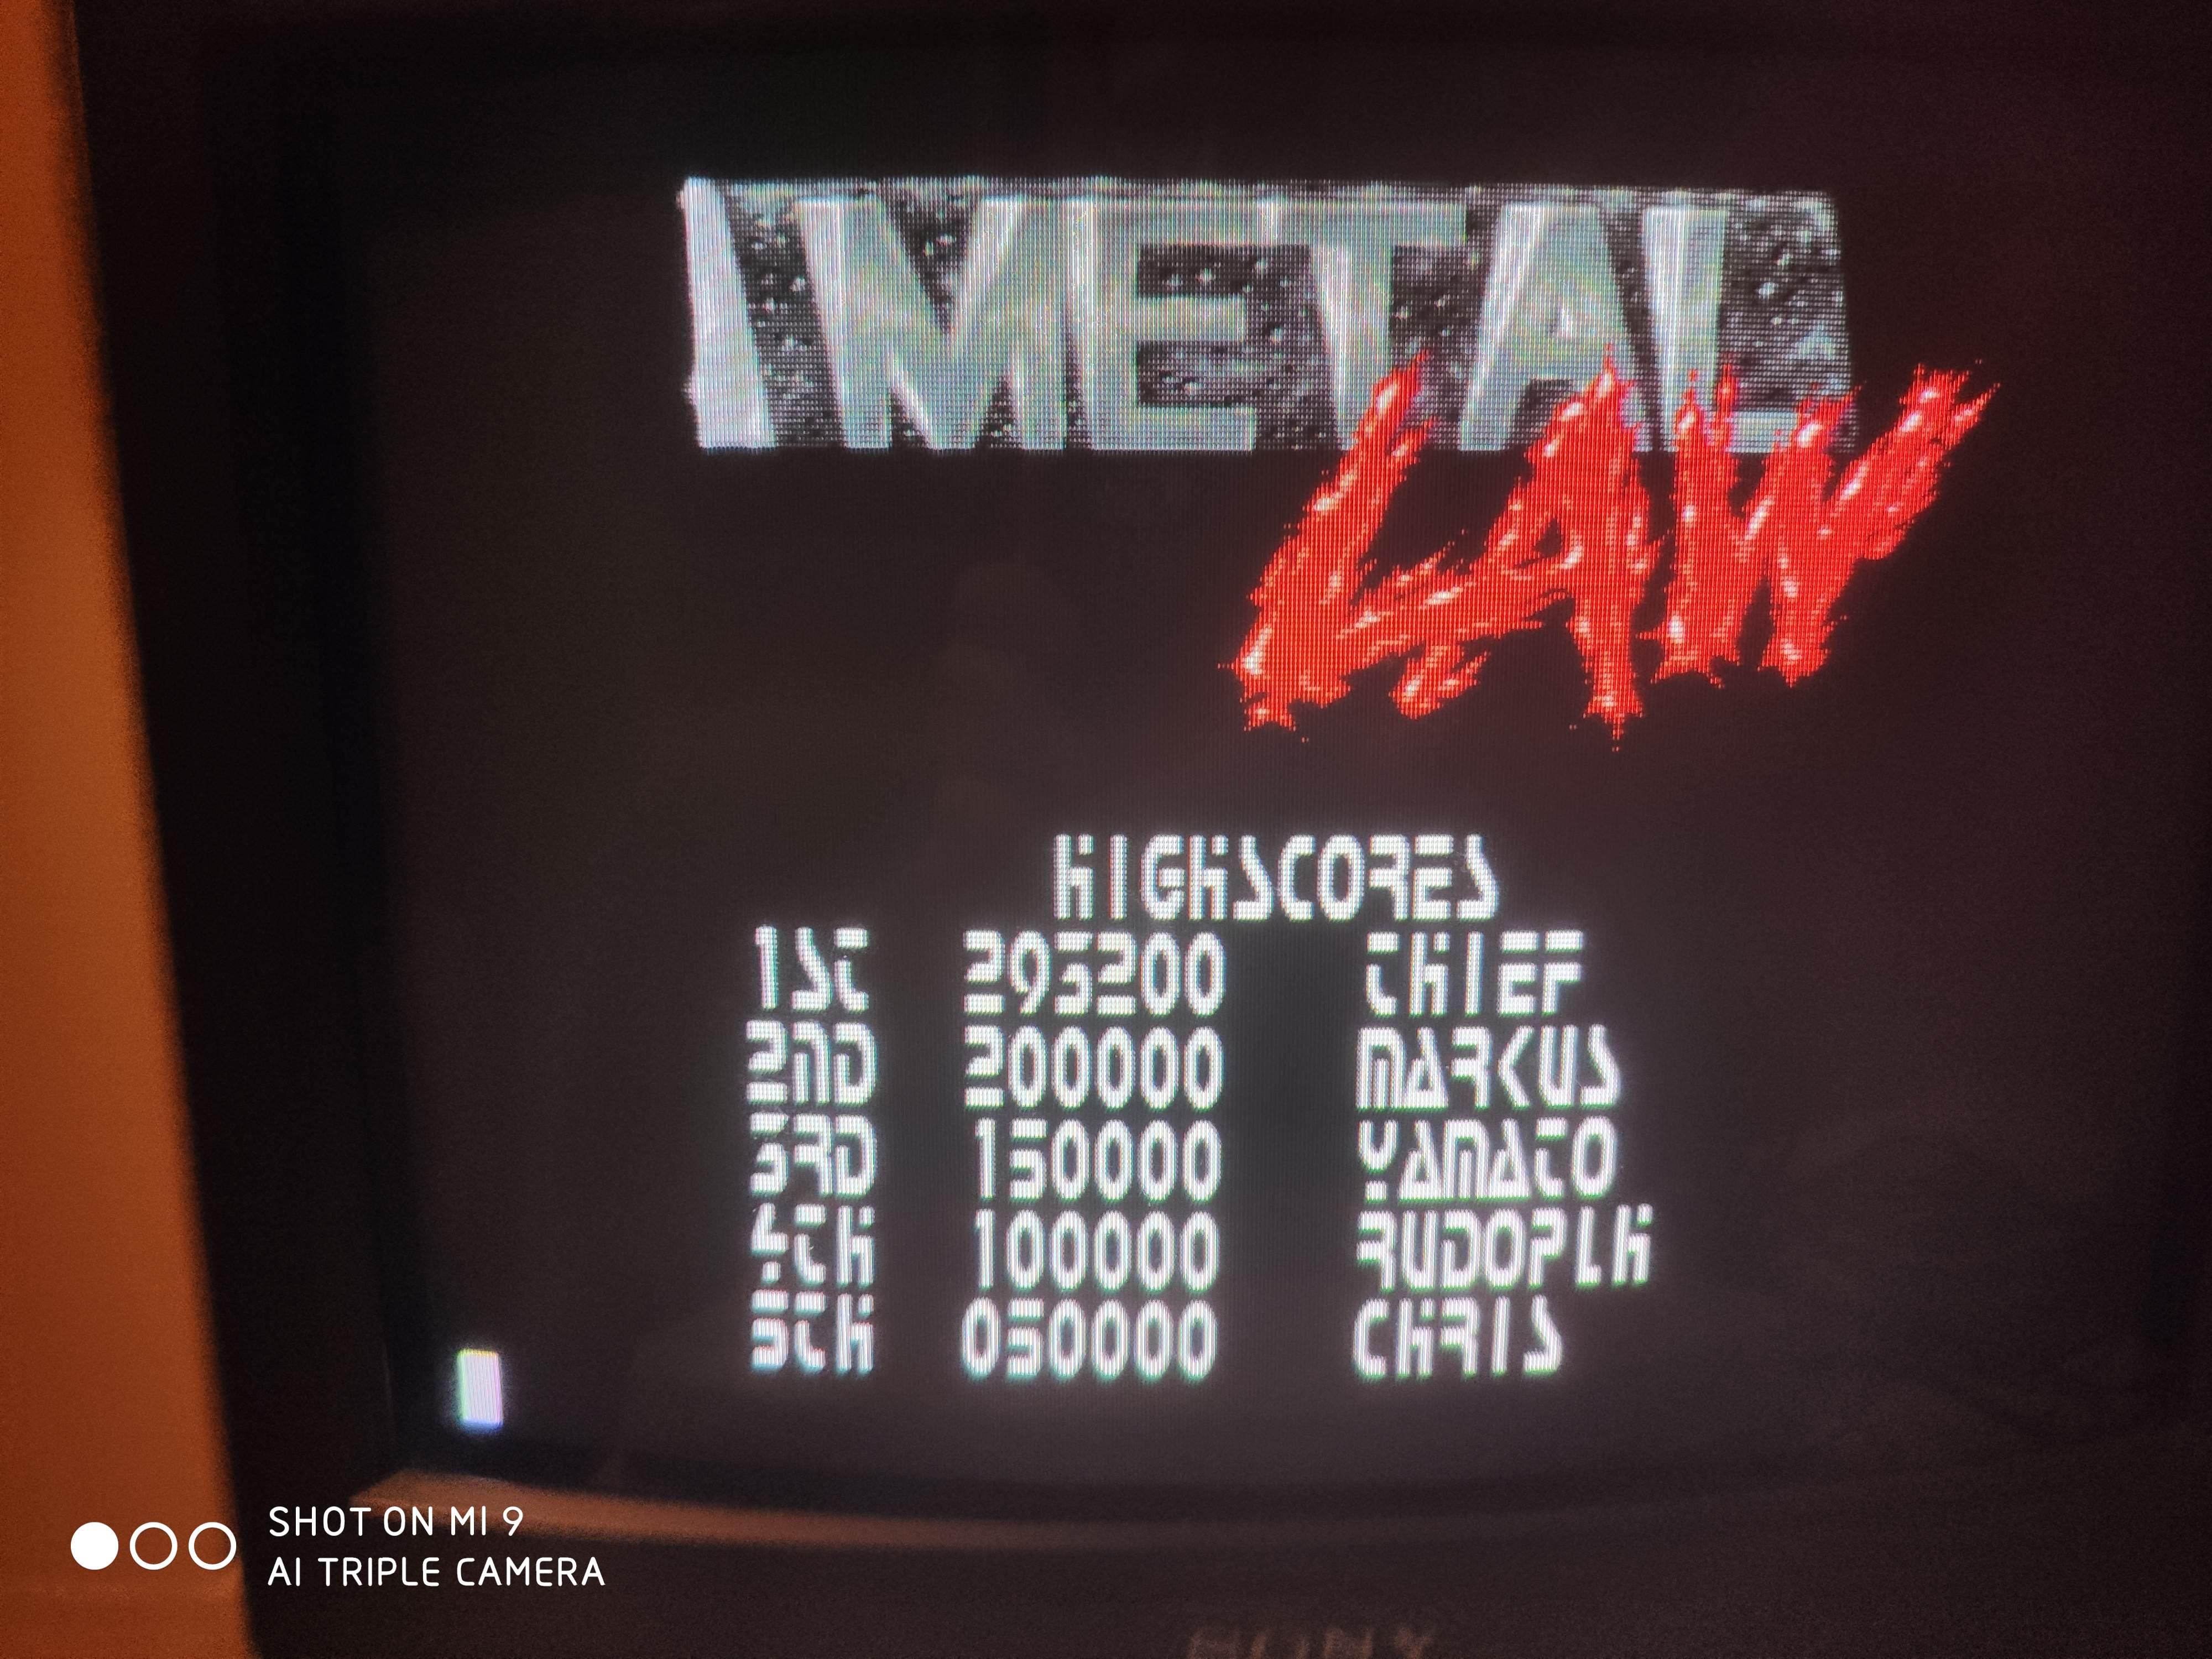 METAL
LAW
HIGHSCORES
1ST 293200 THIEF
2ND 200000 MARKUS
3RD 150000 YAMATO
4TH 100000 RUDOPLH
5TH 050000 CHRIS
SHOT ON MI 9
AI TRIPLE CAMERA